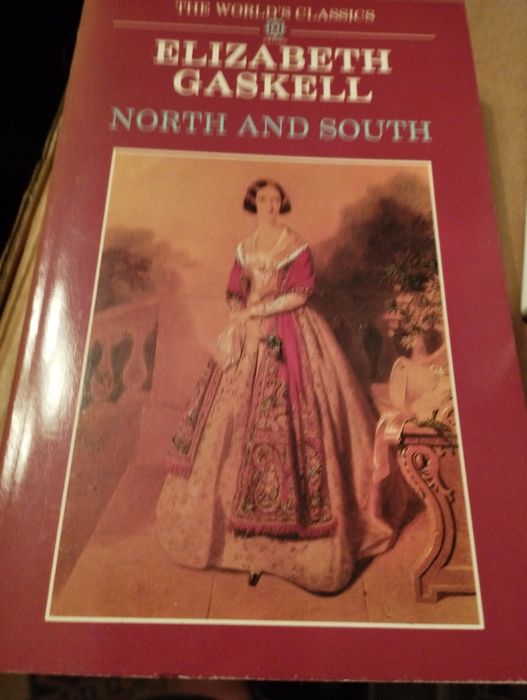 THE WORLD'S CLASSICS
ELIZABETH
GASKELL
NORTH AND SOUTH